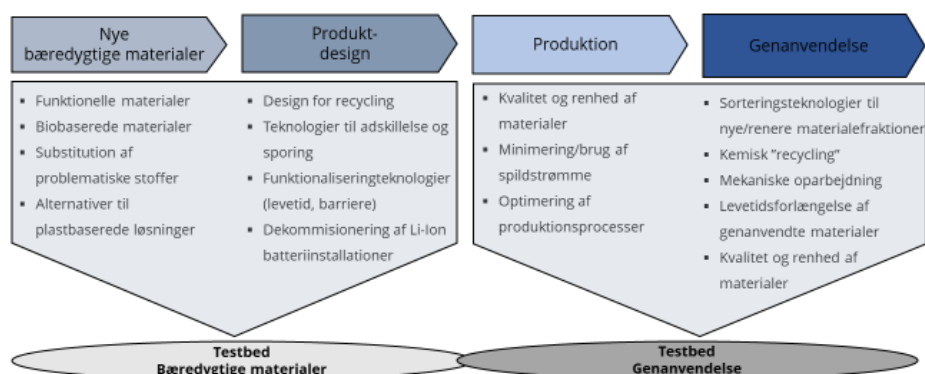 Nye
bæredygtige materialer
Produkt-
design
Produktion
Genanvendelse
▪ Funktionelle materialer
▪ Biobaserede materialer
▪ Substitution af
problematiske stoffer
▪ Alternativer til
plastbaserede løsninger
▪ Design for recycling
▪ Teknologier til adskillelse og
sporing
▪ Funktionaliseringteknologier
(levetid, barriere)
▪ Dekommisionering af Li-Ion
batteriinstallationer
▪ Kvalitet og renhed af
materialer
▪ Minimering/brug af
spildstrømme
▪ Optimering af
produktionsprocesser
▪ Sorteringsteknologier til
nye/renere materialefraktioner
▪ Kemisk ”recycling”
▪ Mekaniske oparbejdning
▪ Levetidsforlængelse af
genanvendte materialer
▪ Kvalitet og renhed af
materialer
Testbed
Bæredygtige materialer
Testbed
Genanvendelse